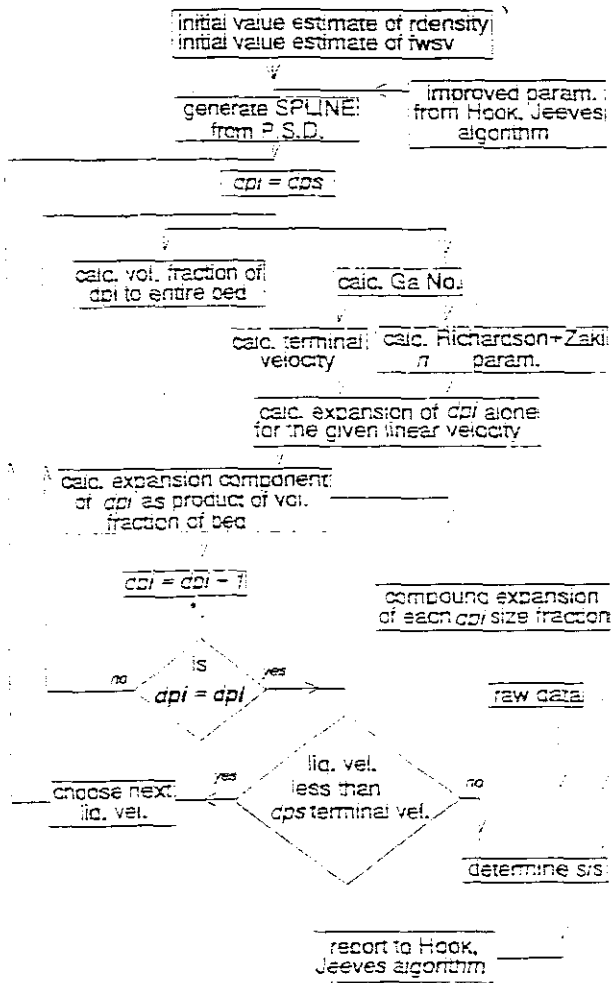 initial value estimate of rdensity
initial value estimate of fwsv
generate SPLINE
from P.S.D.
improved param.
from Hook, Jeeves
algorithm
dpi = dps
calc. vol. fraction of
dpi to entire bed
calc. Ga No.
calc. terminal
velocity
calc. Richardson+Zaki
n param.
calc. expansion of dpi alone
for the given linear velocity
calc. expansion component
of dpi as product of vol.
fraction of bed
dpi = dpi - 1
compound expansion
of each dpi size fraction
is
dpi = dpl
no
yes
raw data
liq. vel.
less than
dps terminal vel.
yes
no
choose next
liq. vel.
determine s/s
report to Hook,
Jeeves algorithm